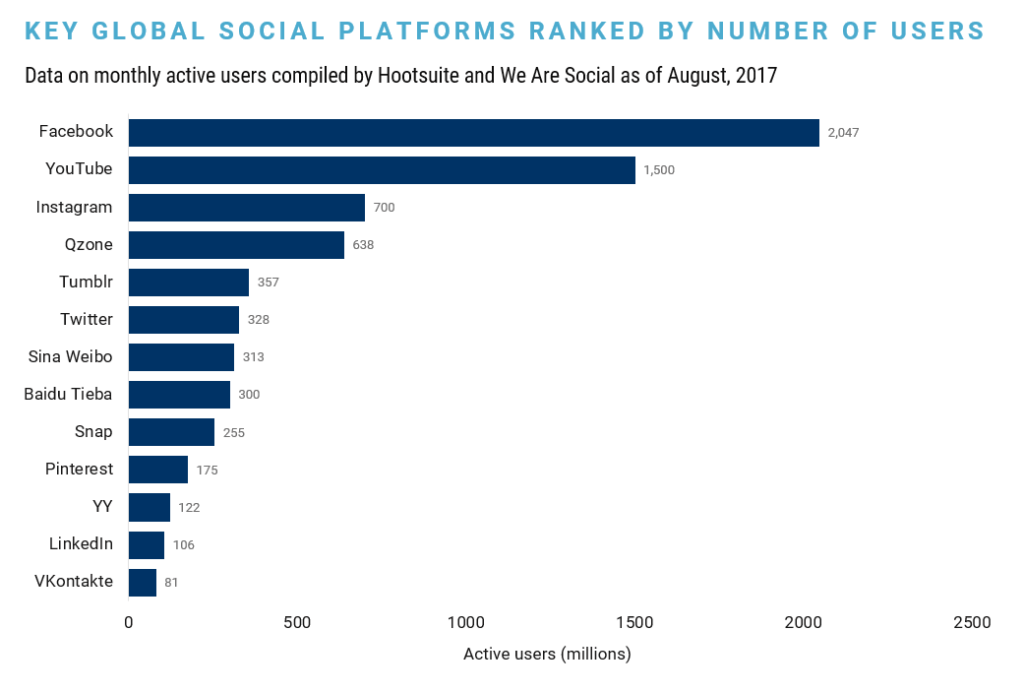 KEY GLOBAL SOCIAL PLATFORMS RANKED BY NUMBER OF USERS
Data on monthly active users compiled by Hootsuite and We Are Social as of August, 2017
Facebook 2,047
YouTube 1,500
Instagram 700
Qzone 638
Tumblr 357
Twitter 328
Sina Weibo 313
Baidu Tieba 300
Snap 255
Pinterest 175
YY 122
LinkedIn 106
VKontakte 81
0 500 1000 1500 2000 2500
Active users (millions)